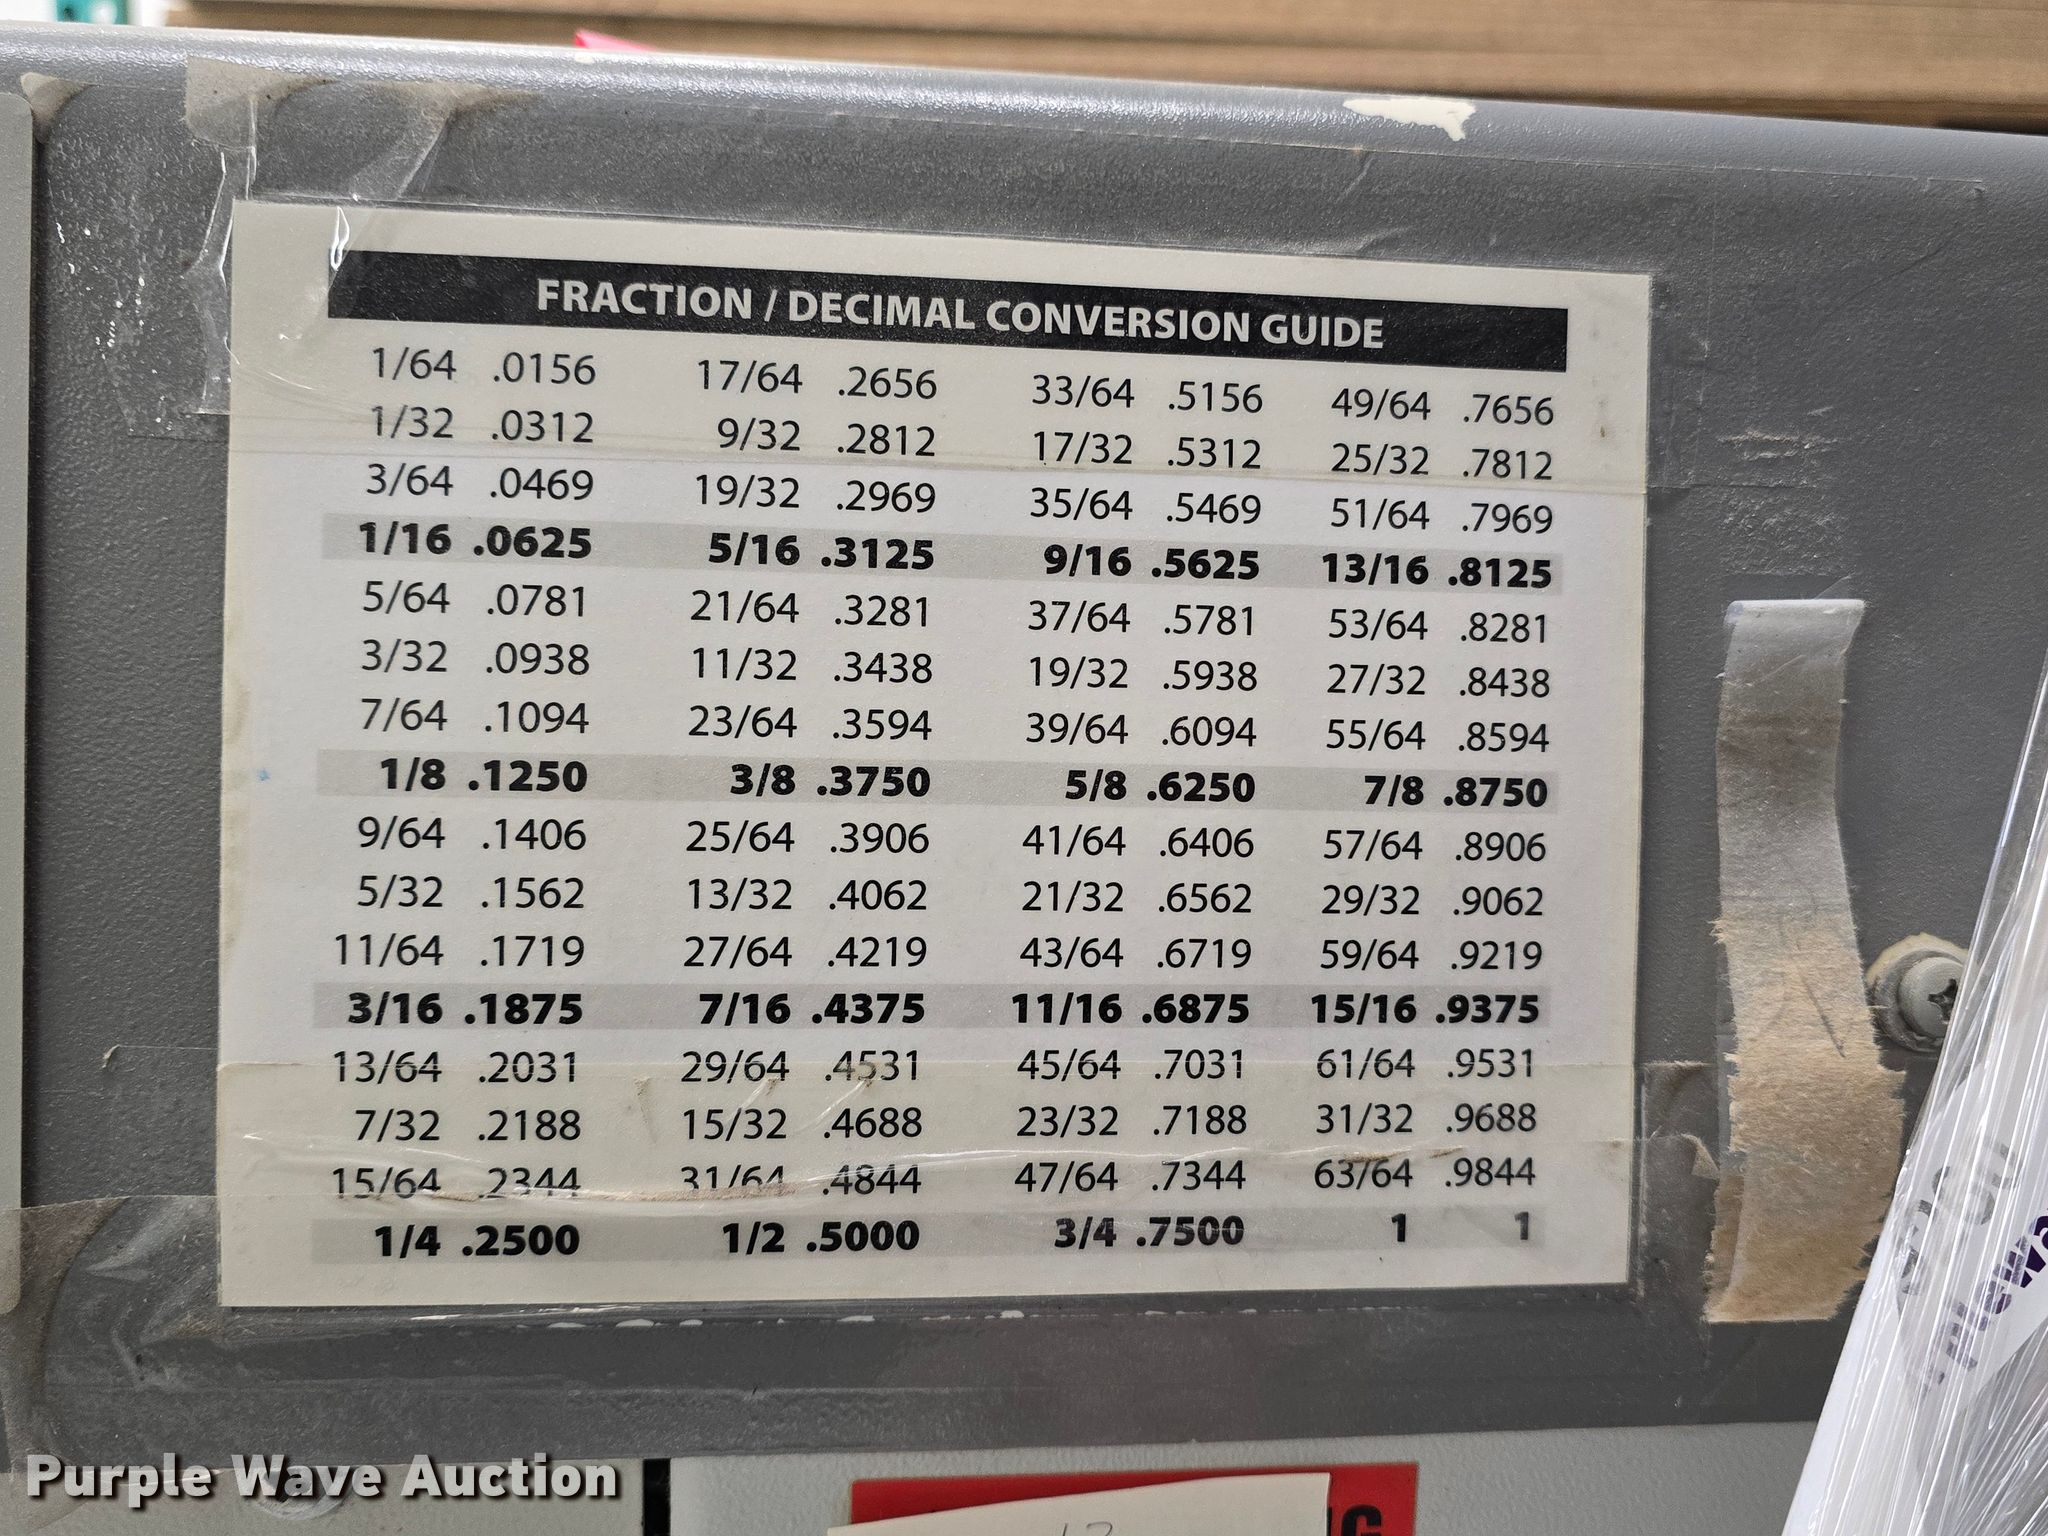 FRACTION / DECIMAL CONVERSION GUIDE
1/64 .0156 17/64 .2656 33/64 .5156 49/64 .7656
1/32 .0312 9/32 .2812 17/32 .5312 25/32 .7812
3/64 .0469 19/32 .2969 35/64 .5469 51/64 .7969
1/16 .0625 5/16 .3125 9/16 .5625 13/16 .8125
5/64 .0781 21/64 .3281 37/64 .5781 53/64 .8281
3/32 .0938 11/32 .3438 19/32 .5938 27/32 .8438
7/64 .1094 23/64 .3594 39/64 .6094 55/64 .8594
1/8 .1250 3/8 .3750 5/8 .6250 7/8 .8750
9/64 .1406 25/64 .3906 41/64 .6406 57/64 .8906
5/32 .1562 13/32 .4062 21/32 .6562 29/32 .9062
11/64 .1719 27/64 .4219 43/64 .6719 59/64 .9219
3/16 .1875 7/16 .4375 11/16 .6875 15/16 .9375
13/64 .2031 29/64 .4531 45/64 .7031 61/64 .9531
7/32 .2188 15/32 .4688 23/32 .7188 31/32 .9688
15/64 .2344 31/64 .4844 47/64 .7344 63/64 .9844
1/4 .2500 1/2 .5000 3/4 .7500 1 1
Purple Wave Auction